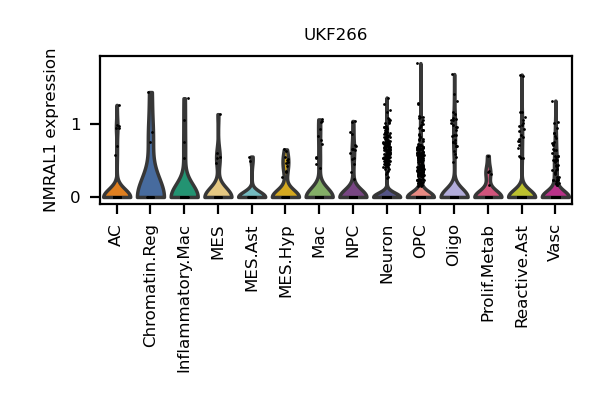 UKF266
NMRAL1 expression
1
0
AC
Chromatin.Reg
Inflammatory.Mac
MES
MES.Ast
MES.Hyp
Mac
NPC
Neuron
OPC
Oligo
Prolif.Metab
Reactive.Ast
Vasc